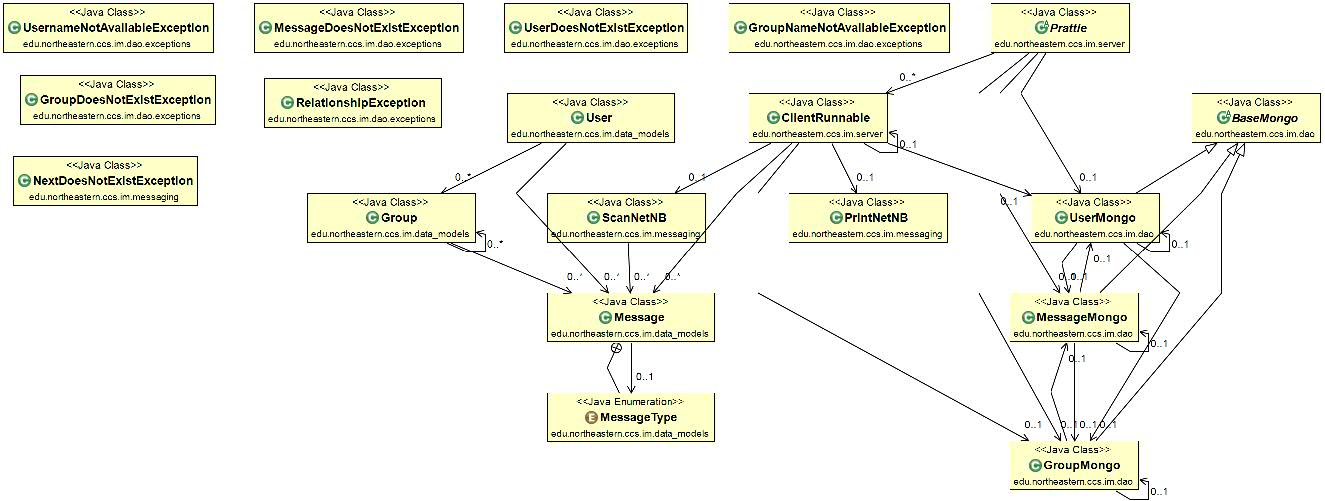 <<Java Class>>
UsernameNotAvailableException
edu.northeastern.ccs.im.dao.exceptions
<<Java Class>>
MessageDoesNotExistException
edu.northeastern.ccs.im.dao.exceptions
<<Java Class>>
UserDoesNotExistException
edu.northeastern.ccs.im.dao.exceptions
<<Java Class>>
GroupNameNotAvailableException
edu.northeastern.ccs.im.dao.exceptions
<<Java Class>>
Prattle
edu.northeastern.ccs.im.server
<<Java Class>>
GroupDoesNotExistException
edu.northeastern.ccs.im.dao.exceptions
<<Java Class>>
RelationshipException
edu.northeastern.ccs.im.dao.exceptions
0..*
<<Java Class>>
User
edu.northeastern.ccs.im.data_models
<<Java Class>>
ClientRunnable
edu.northeastern.ccs.im.server
0..1
<<Java Class>>
BaseMongo
edu.northeastern.ccs.im.dao
<<Java Class>>
NextDoesNotExistException
edu.northeastern.ccs.im.messaging
0..*
0..1
0..1
0..1
0..1
<<Java Class>>
Group
edu.northeastern.ccs.im.data_models
0..*
<<Java Class>>
ScanNetNB
edu.northeastern.ccs.im.messaging
<<Java Class>>
PrintNetNB
edu.northeastern.ccs.im.messaging
<<Java Class>>
UserMongo
edu.northeastern.ccs.im.dao
0..1
0..1
0..*
0..*
0..*
0..*
0..1
0..1
<<Java Class>>
Message
edu.northeastern.ccs.im.data_models
<<Java Class>>
MessageMongo
edu.northeastern.ccs.im.dao
0..1
0..1
0..1
<<Java Enumeration>>
MessageType
edu.northeastern.ccs.im.data_models
0..1
0..1
0..1
0..1
<<Java Class>>
GroupMongo
edu.northeastern.ccs.im.dao
0..1